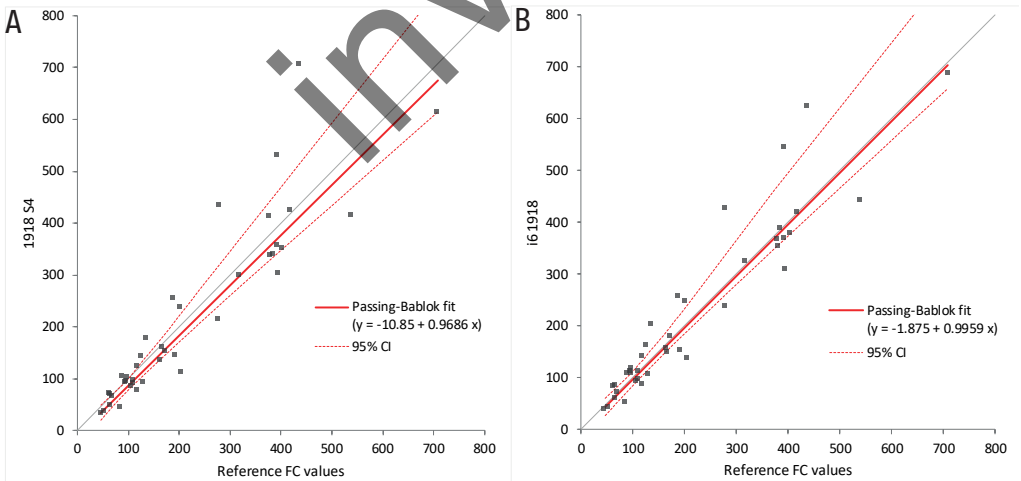 A
800
700
600
500
400
300
200
100
0
1918 S4
0 100 200 300 400 500 600 700 800
Reference FC values
Passing-Bablok fit
(y = -10.85 + 0.9686 x)
95% CI
B
800
700
600
500
400
300
200
100
0
i6 1918
0 100 200 300 400 500 600 700 800
Reference FC values
Passing-Bablok fit
(y = -1.875 + 0.9959 x)
95% CI